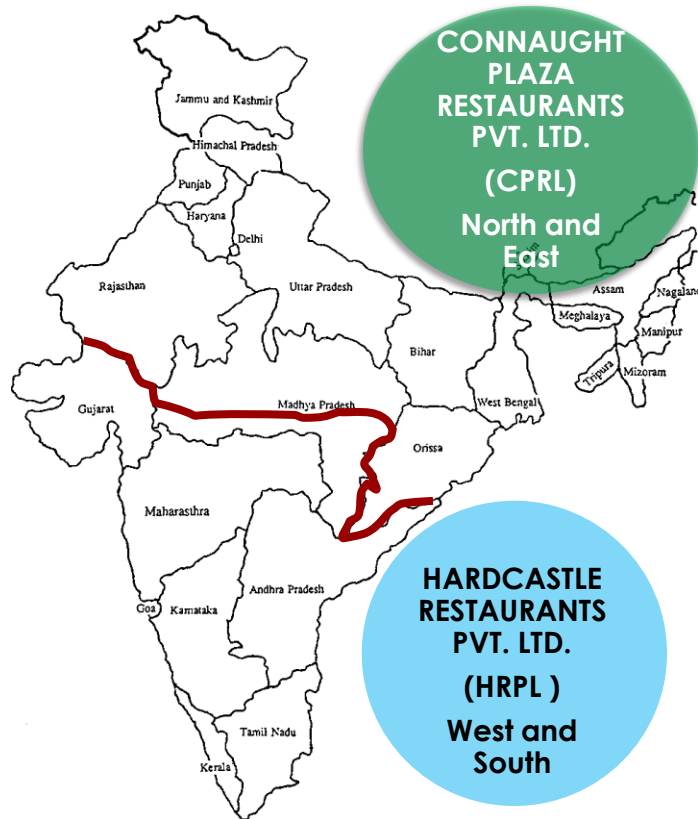 CONNAUGHT
PLAZA
RESTAURANTS
PVT. LTD.
(CPRL)
North and
East
Jammu and Kashmir
Himachal Pradesh
Punjab
Haryana
Delhi
Rajasthan
Uttar Pradesh
Assam
Nagaland
Meghalaya
Manipur
Bihar
Tripura
Mizoram
Gujarat
Madhya Pradesh
West Bengal
Orissa
Maharasthra
HARDCASTLE
RESTAURANTS
PVT. LTD.
(HRPL )
West and
South
Andhra Pradesh
Goa
Karnataka
Tamil Nadu
Kerala